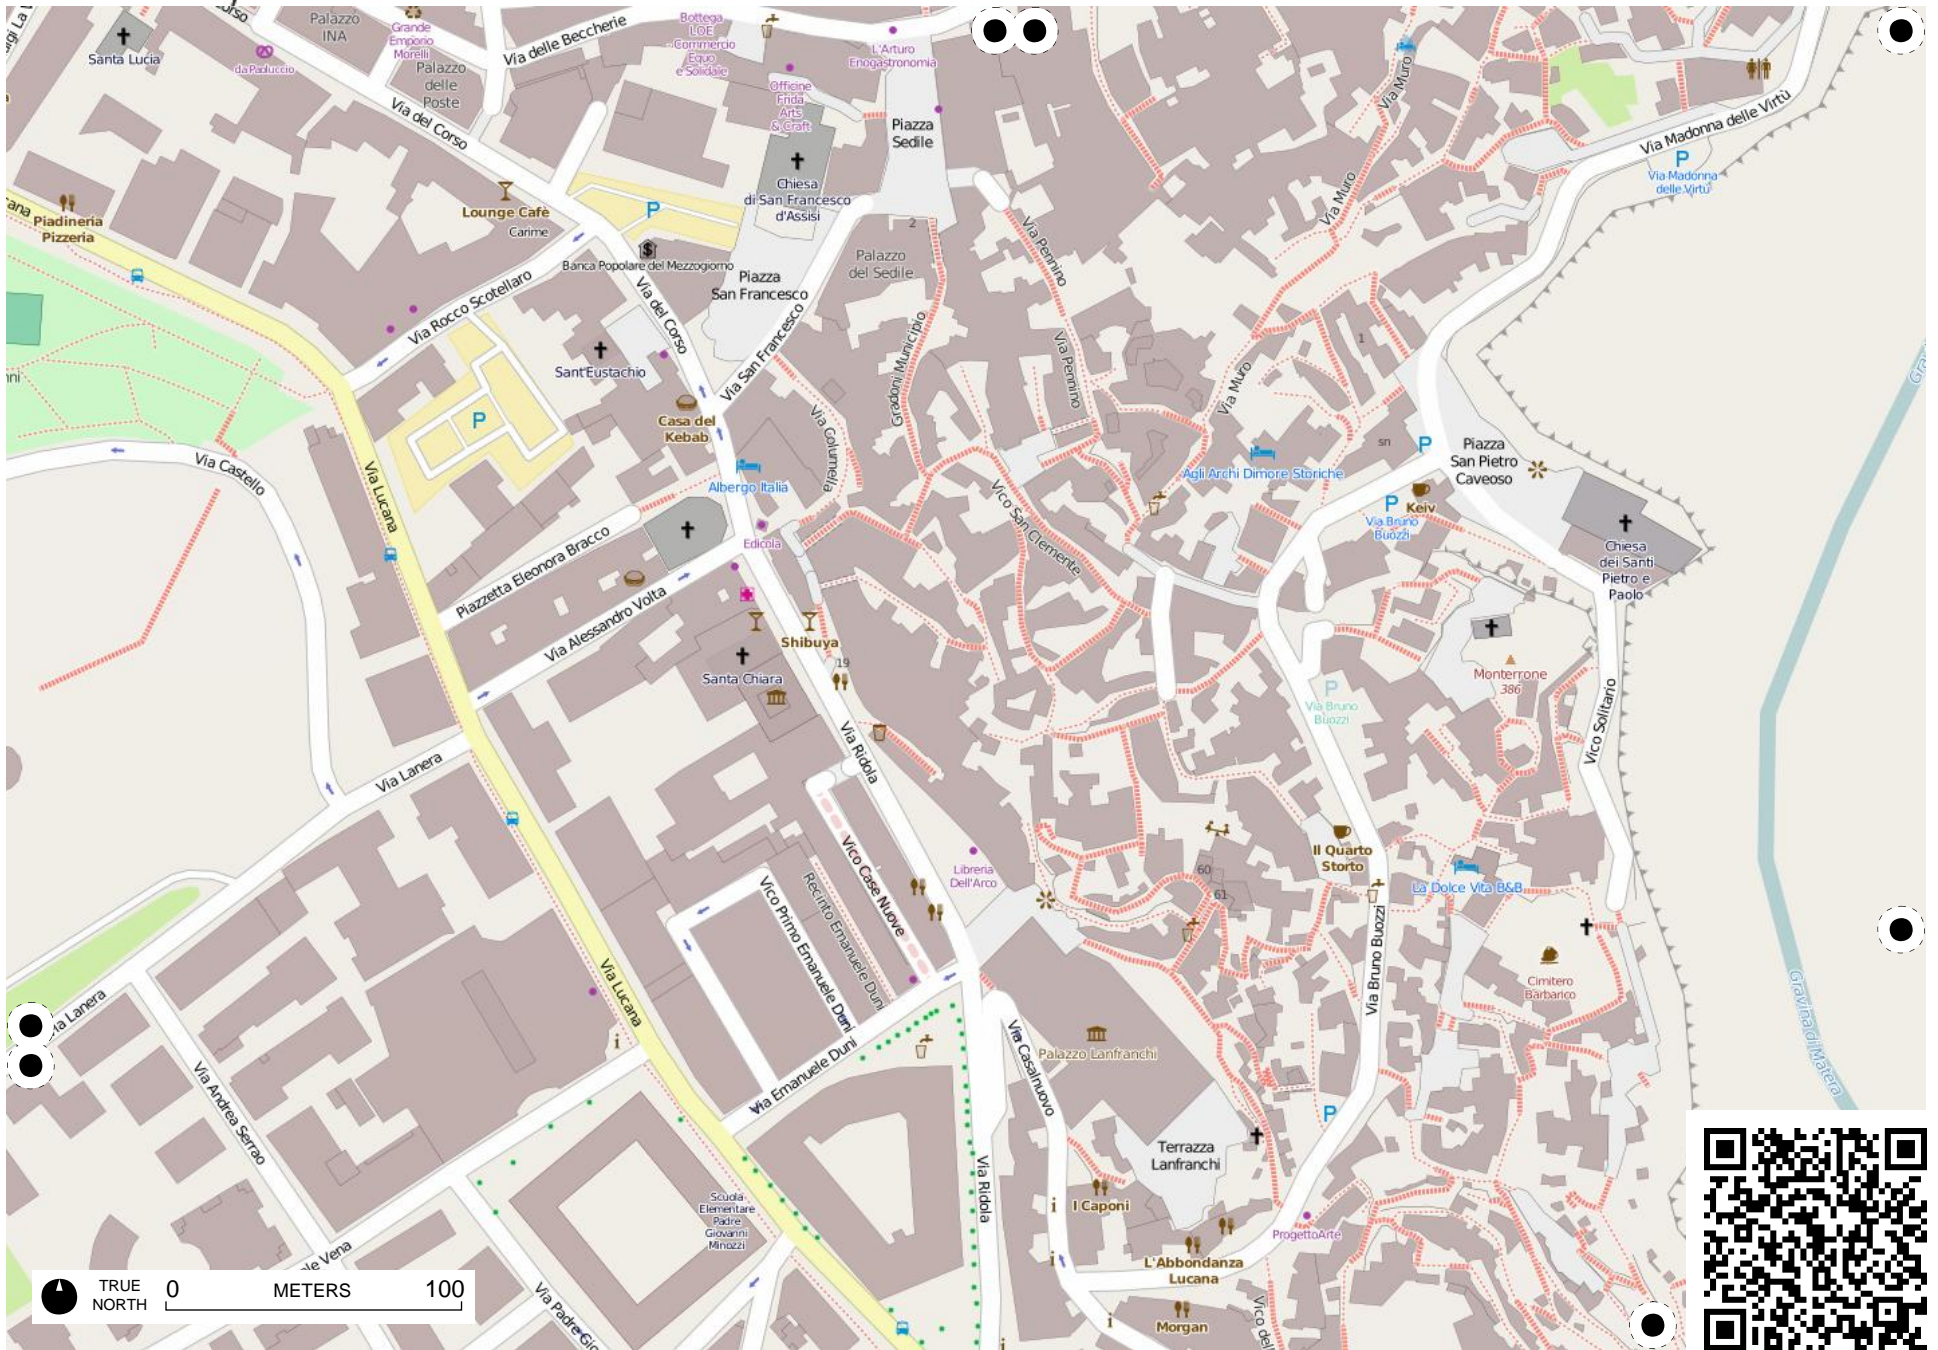 Palazzo
INA
Grande
Emporio
Morelli
Via delle Beccherie
Bottega
LOE
- Commercio
Equo
e Solidale
L'Arturo
Enogastronomia
Santa Lucia
da Paoluccio
Palazzo
delle
Poste
Officine
Frida
Arts
& Craft
Via Muro
Via del Corso
Piazza
Sedile
Via Madonna delle Virtù
P
Via Madonna
delle Virtù
Piadineria
Pizzeria
Lounge Cafè
Carime
P
Chiesa
di San Francesco
d'Assisi
2
Via Muro
Via Pennino
$
Banca Popolare del Mezzogiorno
Palazzo
del Sedile
Piazza
San Francesco
Via Rocco Scotellaro
Via del Corso
Via San Francesco
Gradoni Municipio
Via Pennino
1
Sant'Eustachio
Via Muro
P
Casa del
Kebab
Via Columella
sn
P
Piazza
San Pietro
Caveoso
Via Castello
Via Lucana
Albergo Italia
Agli Archi Dimore Storiche
P
Keiv
Via Bruno
Buozzi
Vico San Clemente
Piazzetta Eleonora Bracco
Edicola
Chiesa
dei Santi
Pietro e
Paolo
Via Alessandro Volta
Shibuya
19
Santa Chiara
Monterrone
386
P
Via Bruno
Buozzi
Vico Solitario
Via Lanera
Via Ridola
Vico Case Nuove
Recinto Emanuele Duni
Vico Primo Emanuele Duni
Libreria
Dell'Arco
Il Quarto
Storto
60
61
La Dolce Vita B&B
Via Bruno Buozzi
Cimitero
Barbarico
Via Lucana
Gravina di Matera
Via Emanuele Duni
Via Casalnuovo
Palazzo Lanfranchi
P
Via Andrea Serrao
Terrazza
Lanfranchi
Via Ridola
Scuola
Elementare
Padre
Giovanni
Minozzi
I Caponi
ProgettoArte
L'Abbondanza
Lucana
Morgan
TRUE
NORTH
0 METERS 100